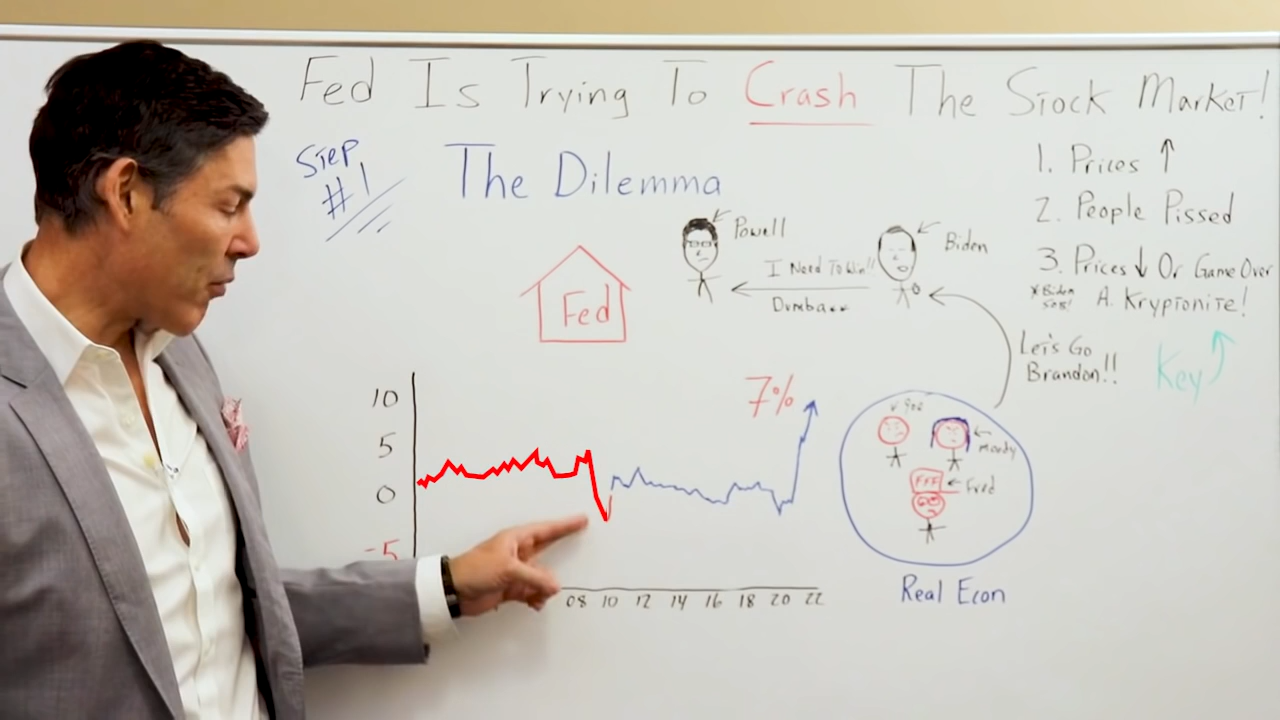 Fed Is Trying To Crash The Stock Market!
Step
#1
The Dilemma
1. Prices ↑
2. People Pissed
3. Prices ↓ Or Game Over
A. Kryptonite!
Key
Powell
Biden
I Need To Win!!
Dumba**
Let's Go
Brandon!!
Fed
7%
10
5
0
-5
08 10 12 14 16 18 20 22
You
Moody
FFF
Fred
Real Econ